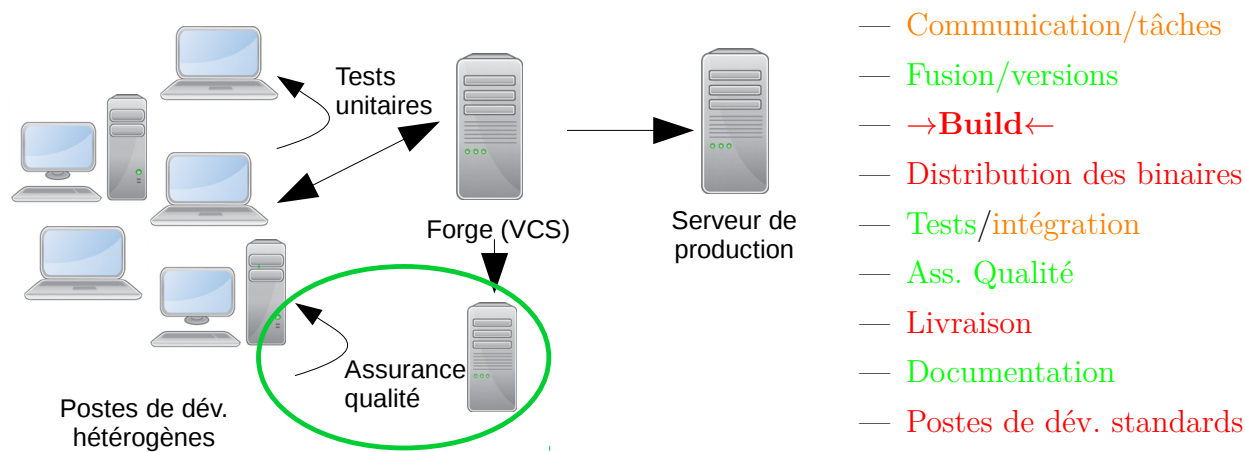 Tests
unitaires
Forge (VCS)
Serveur de
production
Assurance
qualité
Postes de dév.
hétérogènes
— Communication/tâches
— Fusion/versions
— →Build←
— Distribution des binaires
— Tests/intégration
— Ass. Qualité
— Livraison
— Documentation
— Postes de dév. standards